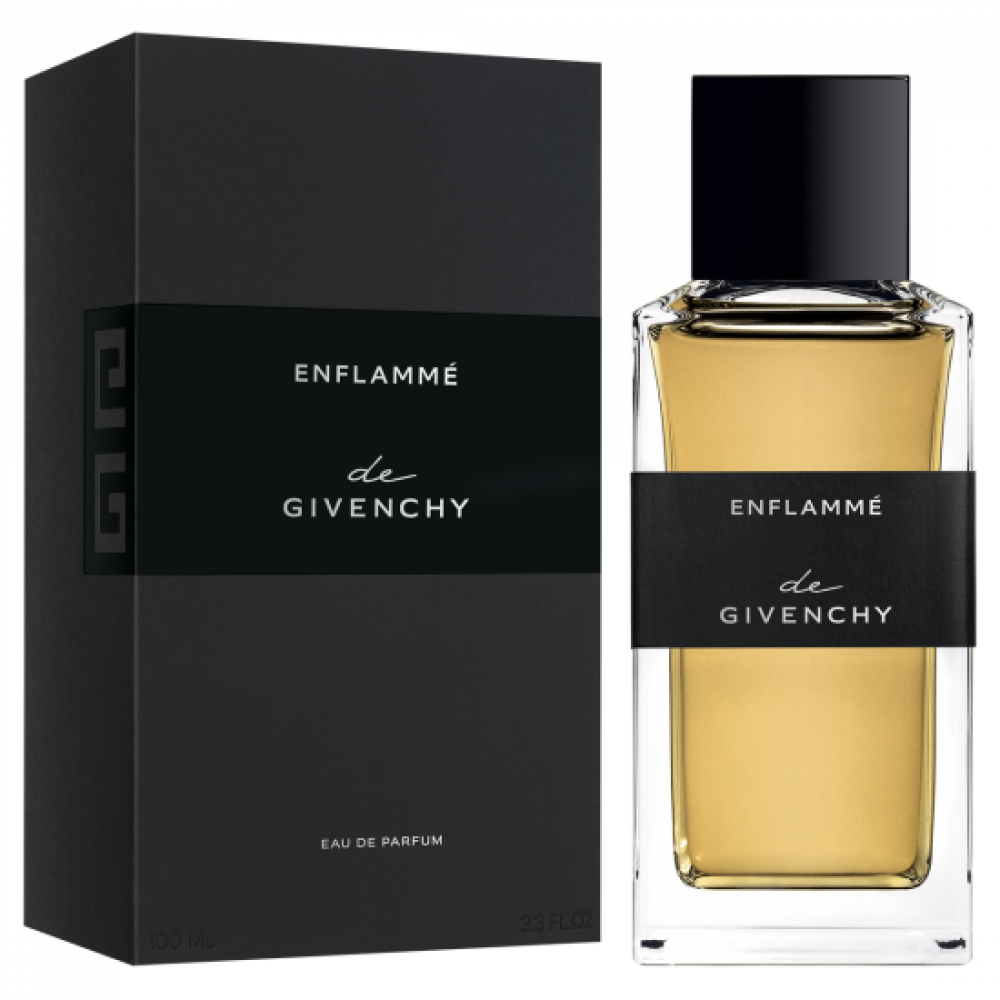 ENFLAMMÉ
de
GIVENCHY
EAU DE PARFUM
100 ML
3.3 FL.OZ
ENFLAMMÉ
de
GIVENCHY